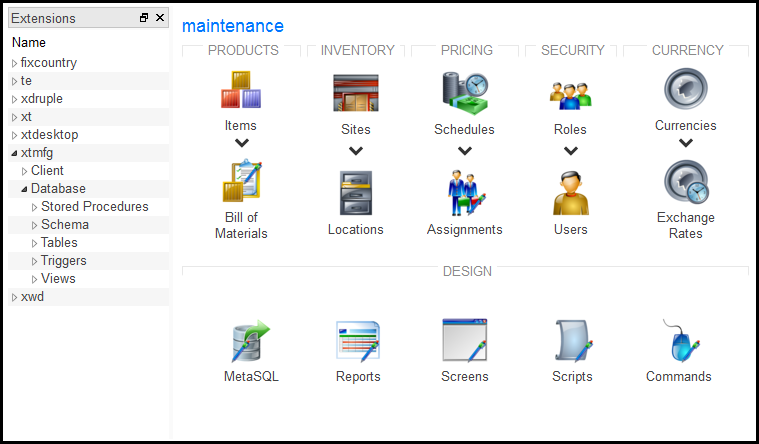 Extensions
Name
fixcountry
te
xdruple
xt
xtdesktop
xtmfg
Client
Database
Stored Procedures
Schema
Tables
Triggers
Views
xwd
maintenance
PRODUCTS INVENTORY PRICING SECURITY CURRENCY
Items Sites Schedules Roles Currencies
Bill of Materials Locations Assignments Users Exchange Rates
DESIGN
MetaSQL Reports Screens Scripts Commands